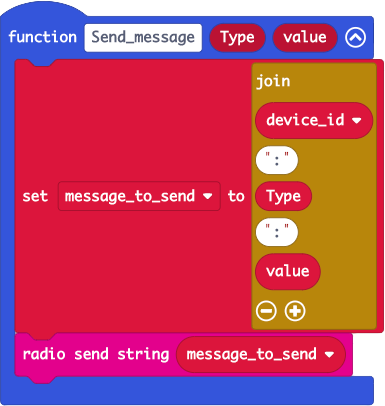 function Send_message Type value
join
device_id
":"
set message_to_send to Type
":"
value
radio send string message_to_send